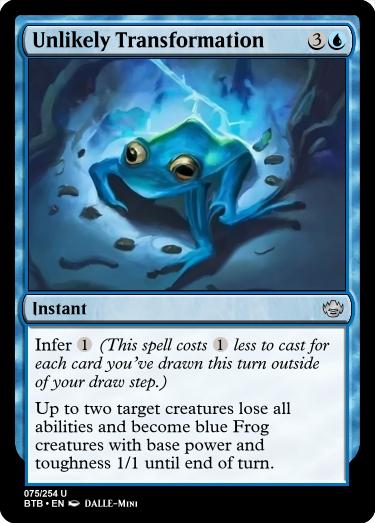 Unlikely Transformation 3
Instant
Infer 1 (This spell costs 1 less to cast for
each card you've drawn this turn outside
of your draw step.)
Up to two target creatures lose all
abilities and become blue Frog
creatures with base power and
toughness 1/1 until end of turn.
075/254 U
BTB • EN DALLE-Mini